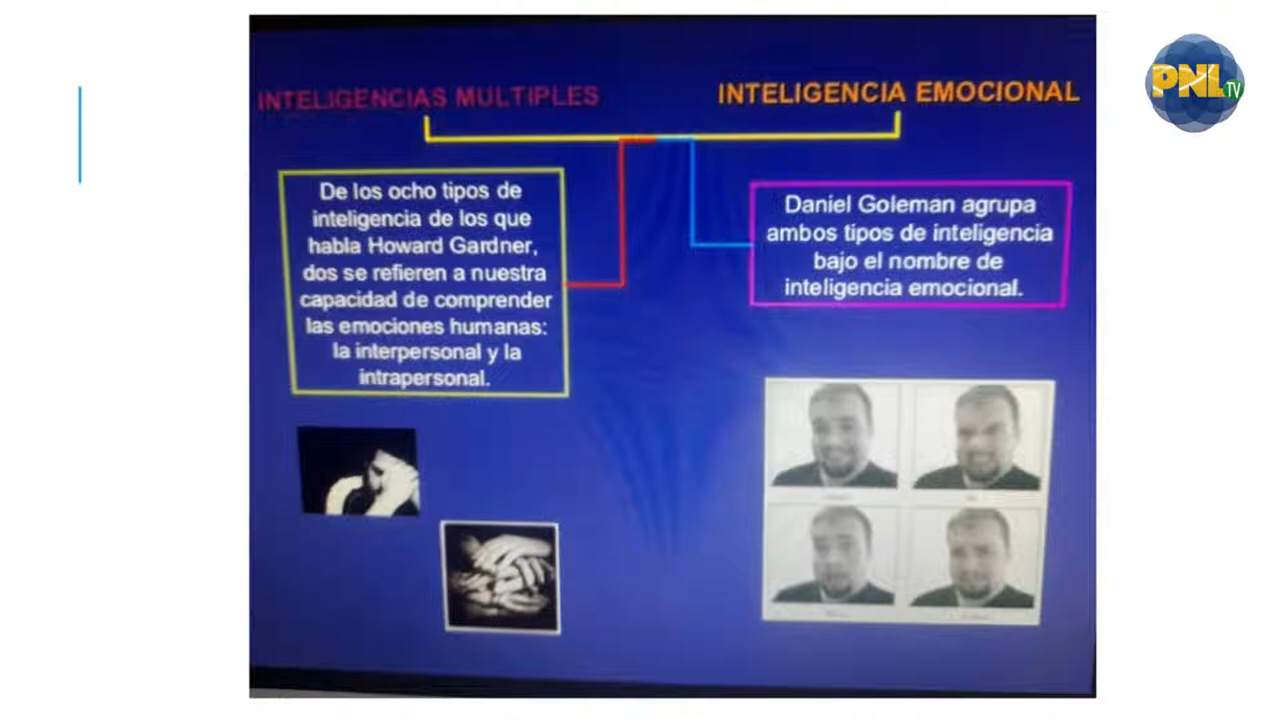 INTELIGENCIAS MULTIPLES
INTELIGENCIA EMOCIONAL
De los ocho tipos de
inteligencia de los que
habla Howard Gardner,
dos se refieren a nuestra
capacidad de comprender
las emociones humanas:
la interpersonal y la
intrapersonal.
Daniel Goleman agrupa
ambos tipos de inteligencia
bajo el nombre de
inteligencia emocional.
PNL
TV